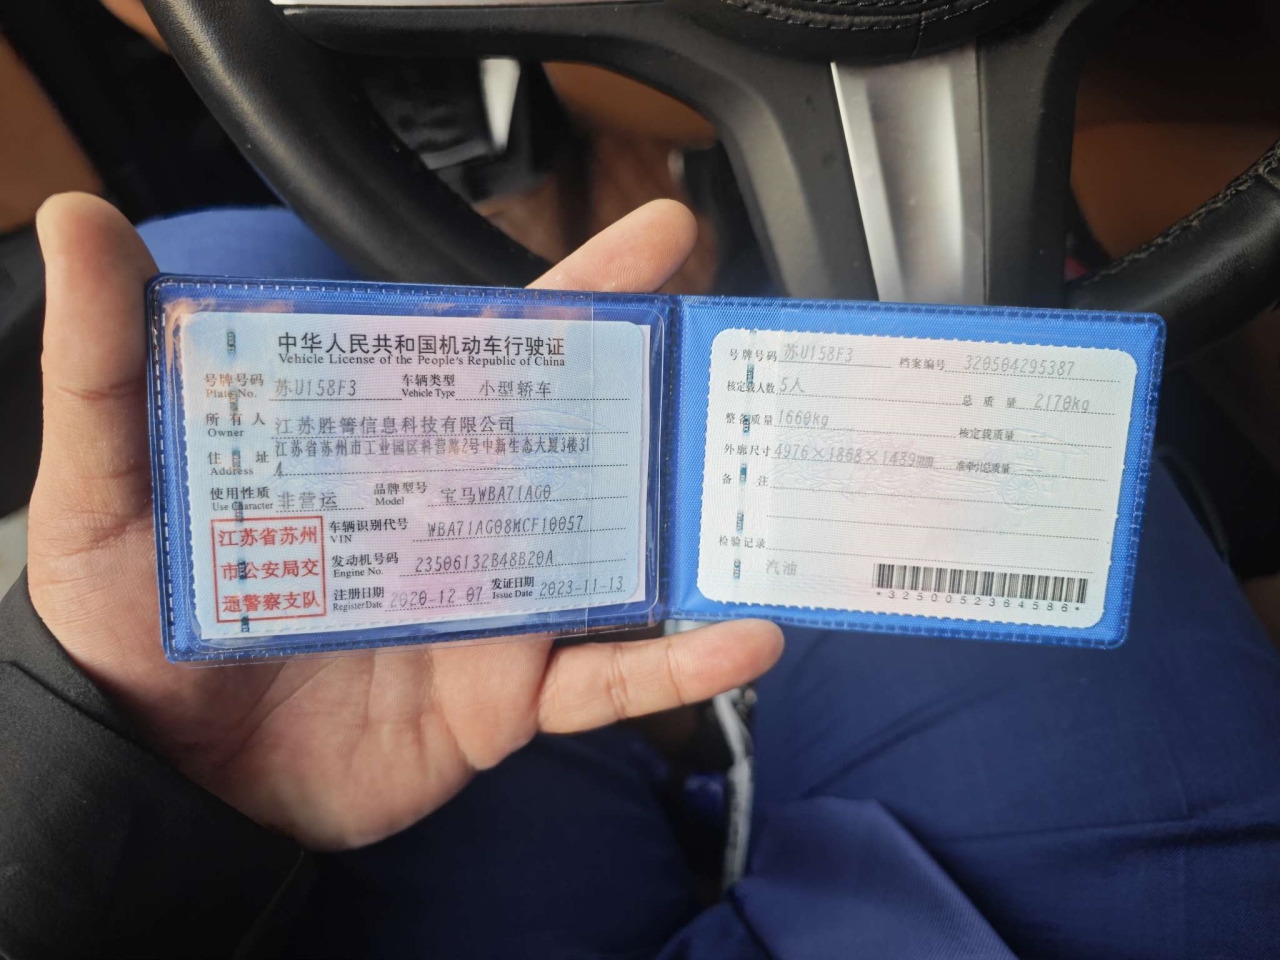 中华人民共和国机动车行驶证
Vehicle License of the People's Republic of China
号牌号码 苏U158F3 车辆类型 小型轿车
Plate No. Vehicle Type
所有人 江苏胜筲信息科技有限公司
Owner
住址 江苏省苏州市工业园区科营路2号中新生态大厦3楼31
Address 4
使用性质 非营运 品牌型号 宝马WBA71AG0
Use Character Model
江苏省苏州
市公安局交
通警察支队
车辆识别代号 WBA71AG08MCF10057
VIN
发动机号码 23506132B48B20A
Engine No.
注册日期 2020-12-07 发证日期 2023-11-13
Register Date Issue Date
号牌号码 苏U158F3 档案编号 320504295387
核定载人数 5人 总质量 2170kg
整备质量 1660kg 核定载质量
外廓尺寸 4976×1868×1439mm 准牵引总质量
备注
检验记录
汽油
*3250052364586*